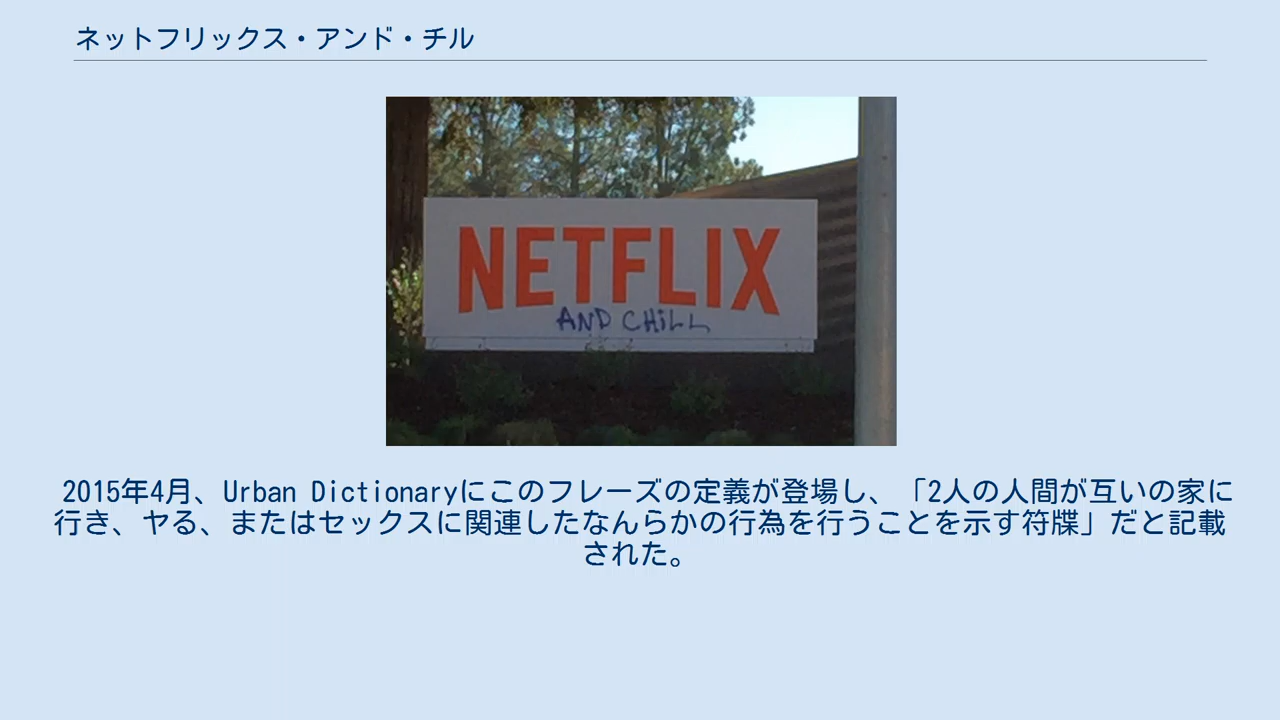 ネットフリックス・アンド・チル
NETFLIX
AND CHiLL
2015年4月、Urban Dictionaryにこのフレーズの定義が登場し、「2人の人間が互いの家に
行き、ヤる、またはセックスに関連したなんらかの行為を行うことを示す符牒」だと記載
された。